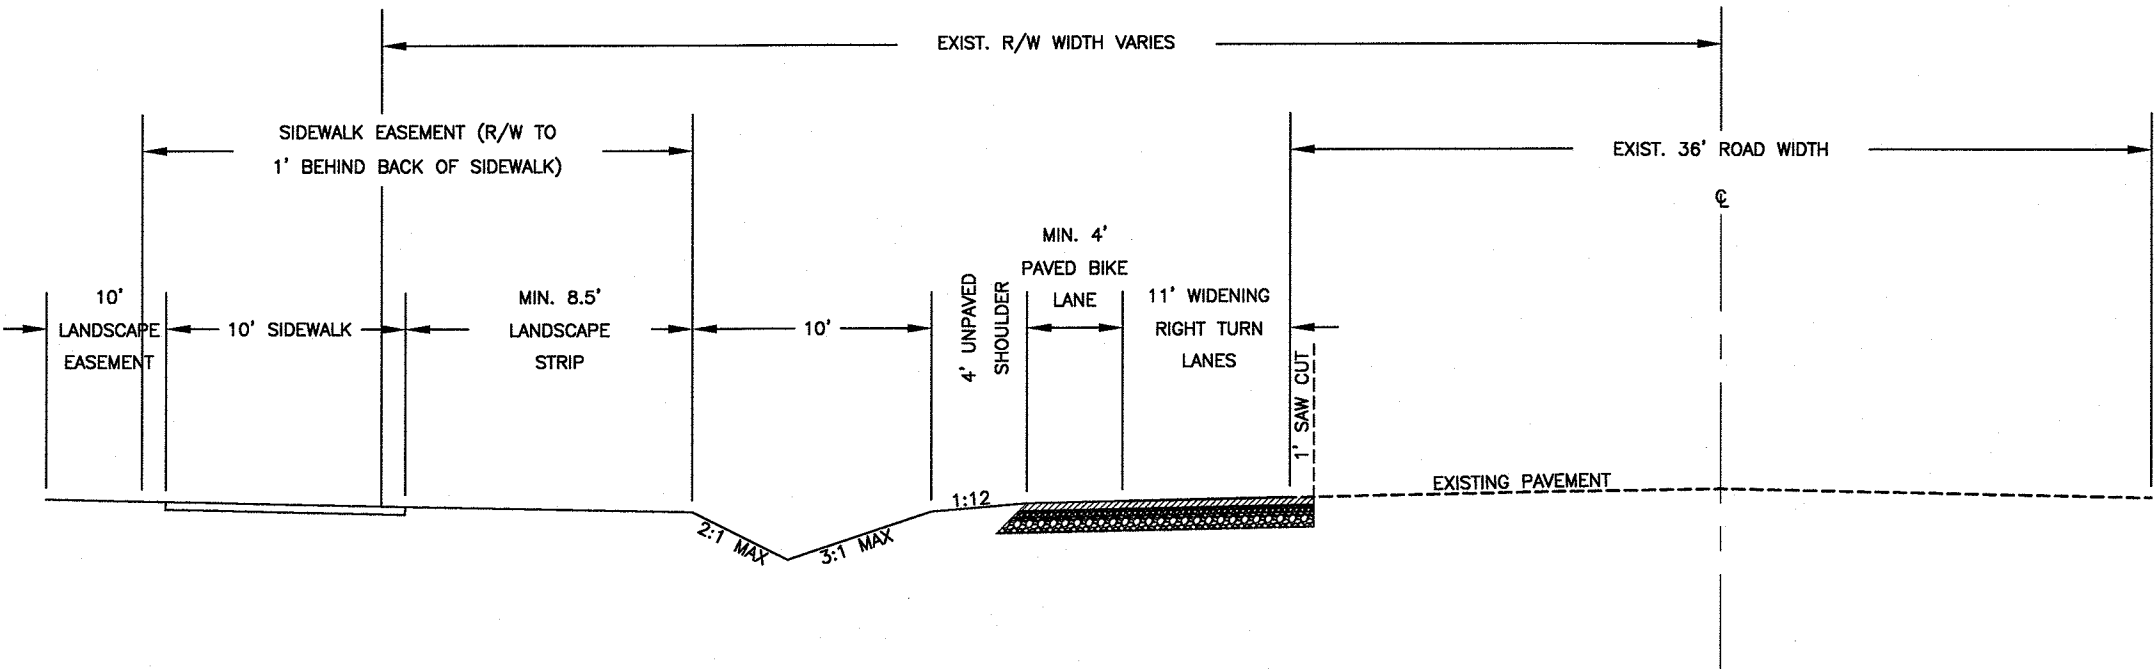 EXIST. R/W WIDTH VARIES
SIDEWALK EASEMENT (R/W TO
1' BEHIND BACK OF SIDEWALK)
EXIST. 36' ROAD WIDTH
℄
10'
LANDSCAPE
EASEMENT
10' SIDEWALK
MIN. 8.5'
LANDSCAPE
STRIP
10'
4' UNPAVED
SHOULDER
MIN. 4'
PAVED BIKE
LANE
11' WIDENING
RIGHT TURN
LANES
1' SAW CUT
EXISTING PAVEMENT
1:12
2:1 MAX
3:1 MAX